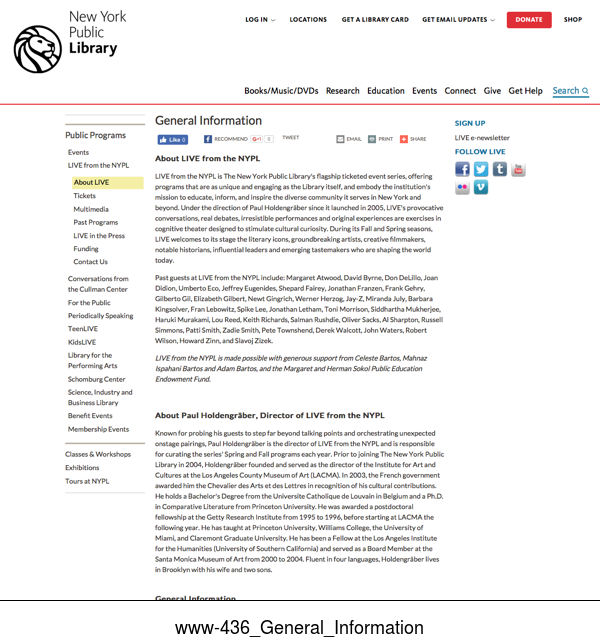 New York
Public
Library
LOG IN
LOCATIONS
GET A LIBRARY CARD
GET EMAIL UPDATES
DONATE
SHOP
Books/Music/DVDs
Research
Education
Events
Connect
Give
Get Help
Search
Public Programs
Events
LIVE from the NYPL
About LIVE
Tickets
Multimedia
Past Programs
LIVE in the Press
Funding
Contact Us
Conversations from
the Cullman Center
For the Public
Periodically Speaking
TeenLIVE
KidsLIVE
Library for the
Performing Arts
Schomburg Center
Science, Industry and
Business Library
Benefit Events
Membership Events
Classes & Workshops
Exhibitions
Tours at NYPL
General Information
Like 0
RECOMMEND
+1 0
TWEET
EMAIL
PRINT
SHARE
About LIVE from the NYPL
LIVE from the NYPL is The New York Public Library's flagship ticketed event series, offering
programs that are as unique and engaging as the Library itself, and embody the institution's
mission to educate, inform, and inspire the diverse community it serves in New York and
beyond. Under the direction of Paul Holdengräber since it launched in 2005, LIVE's provocative
conversations, real debates, irresistible performances and original experiences are exercises in
cognitive theater designed to stimulate cultural curiosity. During its Fall and Spring seasons,
LIVE welcomes to its stage the literary icons, groundbreaking artists, creative filmmakers,
notable historians, influential leaders and emerging tastemakers who are shaping the world
today.
Past guests at LIVE from the NYPL include: Margaret Atwood, David Byrne, Don DeLillo, Joan
Didion, Umberto Eco, Jeffrey Eugenides, Shepard Fairey, Jonathan Franzen, Frank Gehry,
Gilberto Gil, Elizabeth Gilbert, Newt Gingrich, Werner Herzog, Jay-Z, Miranda July, Barbara
Kingsolver, Fran Lebowitz, Spike Lee, Jonathan Letham, Toni Morrison, Siddhartha Mukherjee,
Haruki Murakami, Lou Reed, Keith Richards, Salman Rushdie, Oliver Sacks, Al Sharpton, Russell
Simmons, Patti Smith, Zadie Smith, Pete Townshend, Derek Walcott, John Waters, Robert
Wilson, Howard Zinn, and Slavoj Zizek.
LIVE from the NYPL is made possible with generous support from Celeste Bartos, Mahnaz
Ispahani Bartos and Adam Bartos, and the Margaret and Herman Sokol Public Education
Endowment Fund.
About Paul Holdengräber, Director of LIVE from the NYPL
Known for probing his guests to step far beyond talking points and orchestrating unexpected
onstage pairings, Paul Holdengräber is the director of LIVE from the NYPL and is responsible
for curating the series' Spring and Fall programs each year. Prior to joining The New York Public
Library in 2004, Holdengräber founded and served as the director of the Institute for Art and
Cultures at the Los Angeles County Museum of Art (LACMA). In 2003, the French government
awarded him the Chevalier des Arts et des Lettres in recognition of his cultural contributions.
He holds a Bachelor's Degree from the Universite Catholique de Louvain in Belgium and a Ph.D.
in Comparative Literature from Princeton University. He was awarded a postdoctoral
fellowship at the Getty Research Institute from 1995 to 1996, before starting at LACMA the
following year. He has taught at Princeton University, Williams College, the University of
Miami, and Claremont Graduate University. He has been a Fellow at the Los Angeles Institute
for the Humanities (University of Southern California) and served as a Board Member at the
Santa Monica Museum of Art from 2000 to 2004. Fluent in four languages, Holdengräber lives
in Brooklyn with his wife and two sons.
General Information
SIGN UP
LIVE e-newsletter
FOLLOW LIVE
www-436_General_Information